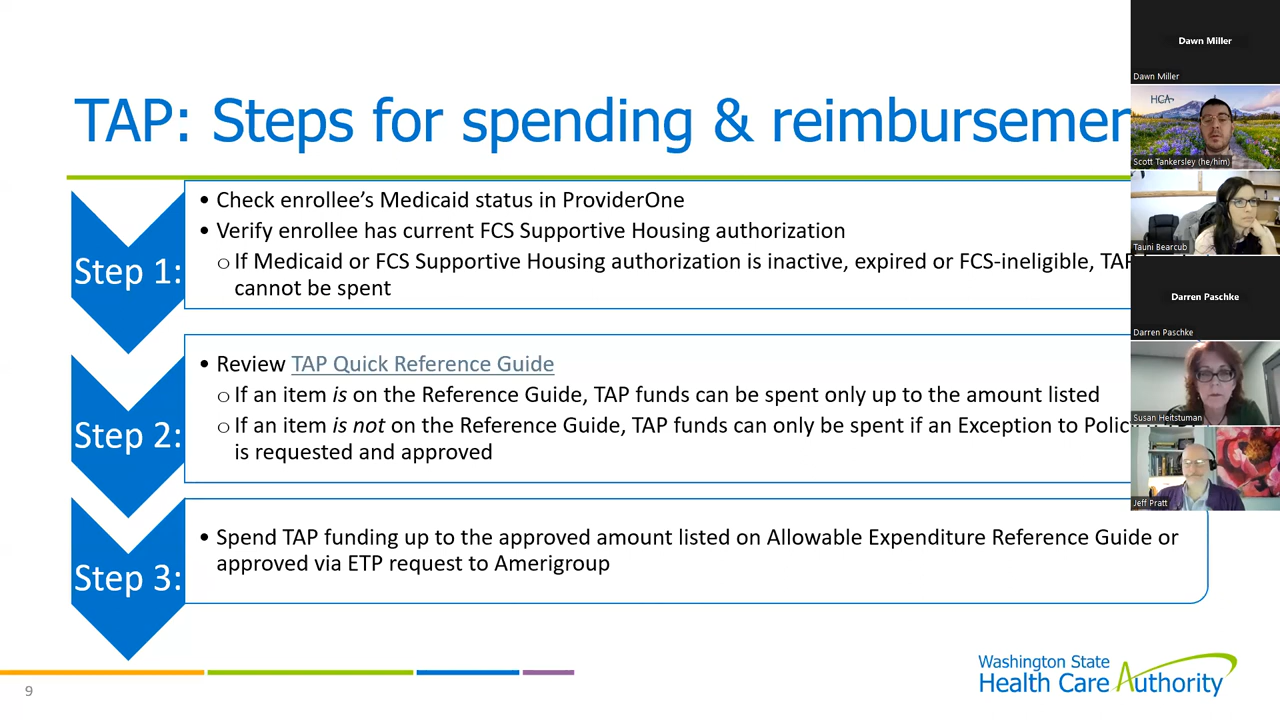 TAP: Steps for spending & reimbursemen
Step 1:
• Check enrollee's Medicaid status in ProviderOne
• Verify enrollee has current FCS Supportive Housing authorization
○ If Medicaid or FCS Supportive Housing authorization is inactive, expired or FCS-ineligible, TAP
cannot be spent
Step 2:
• Review TAP Quick Reference Guide
○ If an item is on the Reference Guide, TAP funds can be spent only up to the amount listed
○ If an item is not on the Reference Guide, TAP funds can only be spent if an Exception to Polic
is requested and approved
Step 3:
• Spend TAP funding up to the approved amount listed on Allowable Expenditure Reference Guide or
approved via ETP request to Amerigroup
9
Washington State
Health Care Authority
Dawn Miller
Dawn Miller
HCA
Scott Tankersley (he/him)
Tauni Bearcub
Darren Paschke
Darren Paschke
Susan Heitstuman
Jeff Pratt